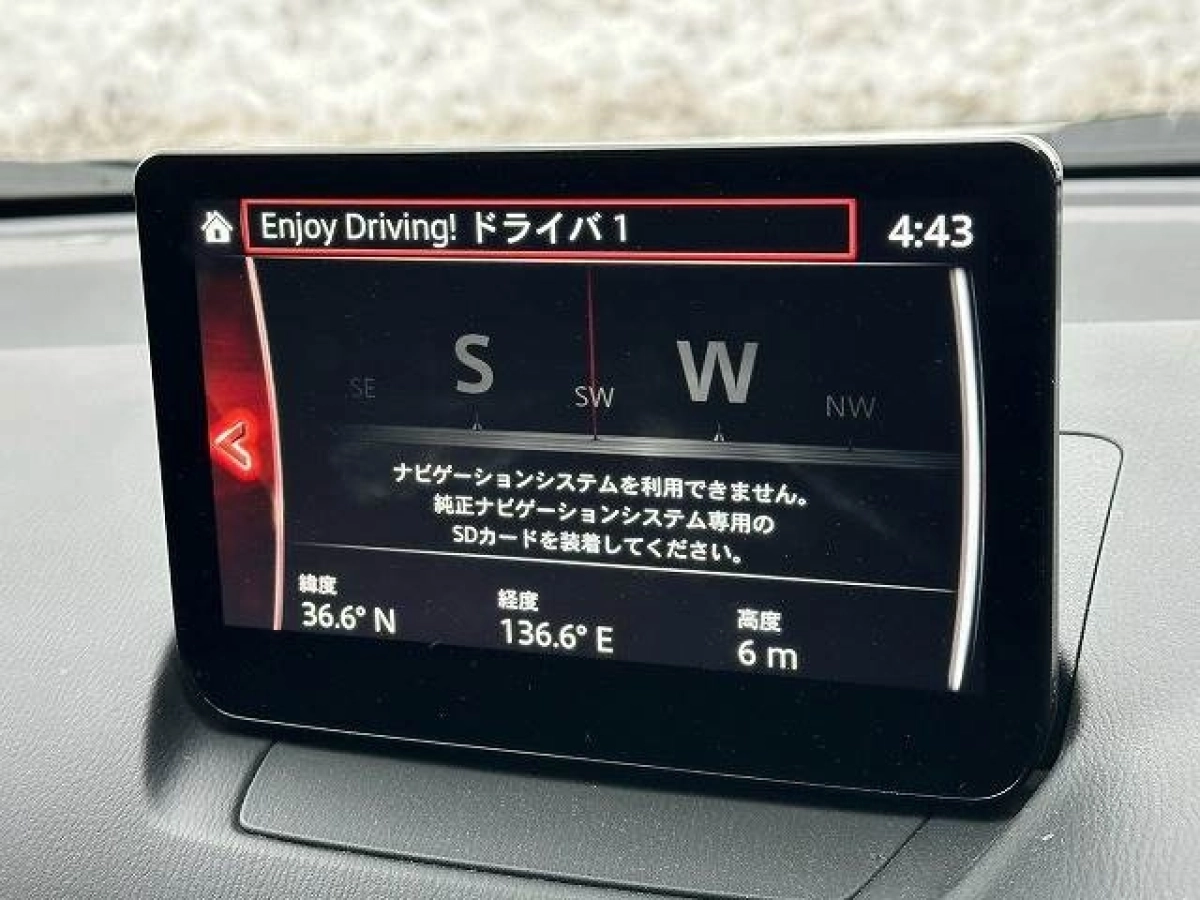 Enjoy Driving! ドライバ 1
4:43
SE S SW W NW
ナビゲーションシステムを利用できません。
純正ナビゲーションシステム専用の
SDカードを装着してください。
緯度 経度 高度
36.6° N 136.6° E 6 m